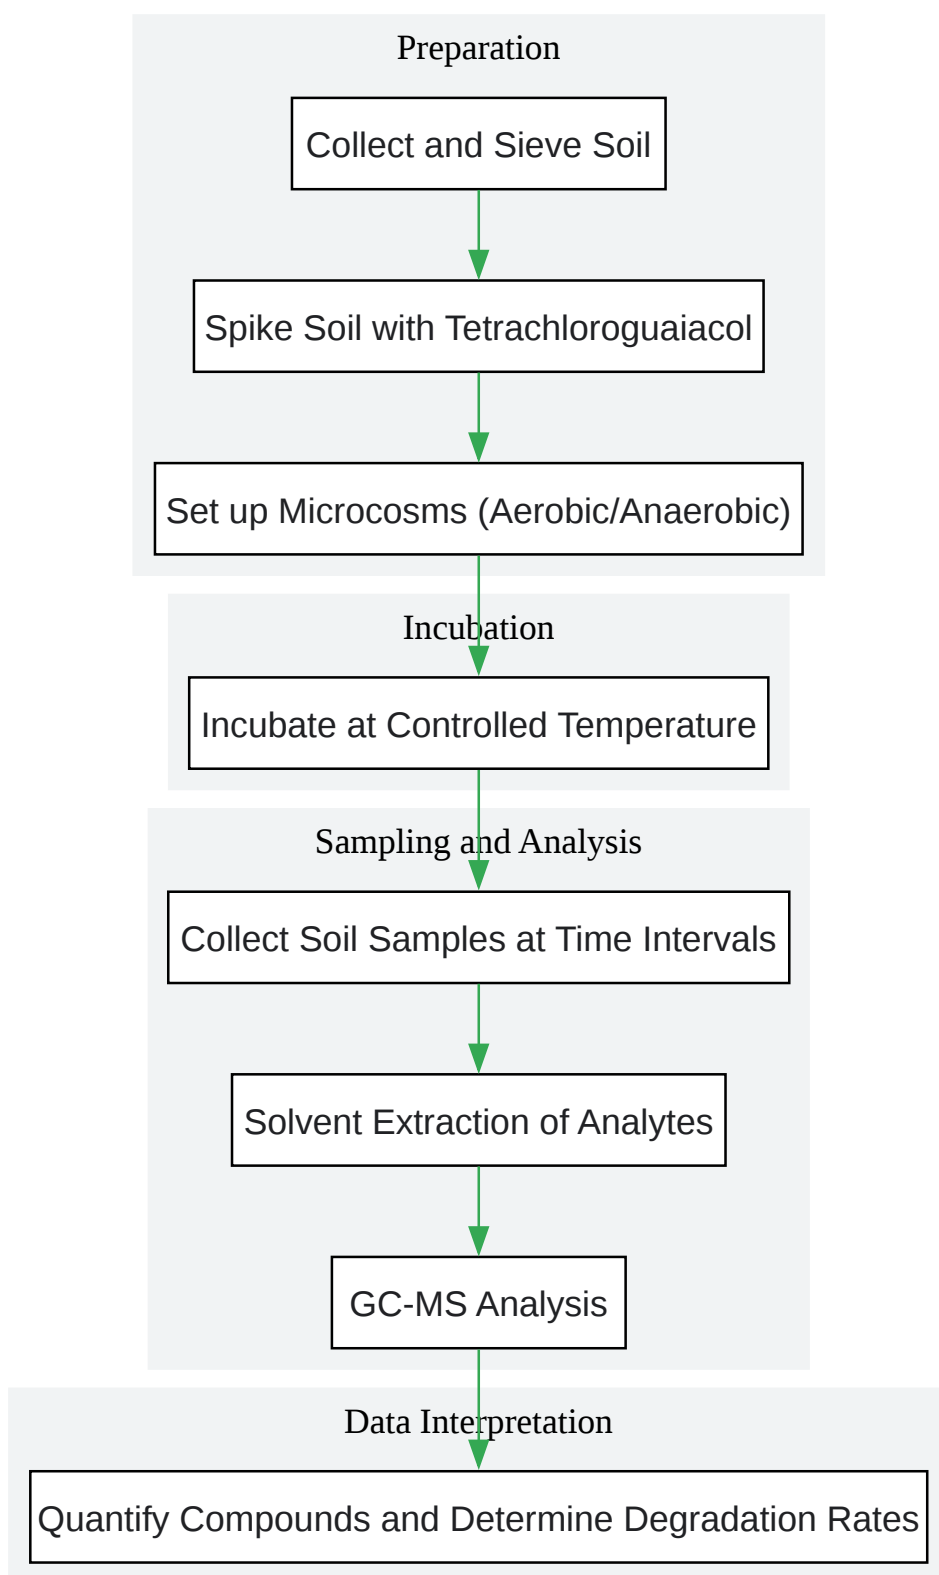 Preparation
Collect and Sieve Soil
Spike Soil with Tetrachloroguaiacol
Set up Microcosms (Aerobic/Anaerobic)
Incubation
Incubate at Controlled Temperature
Sampling and Analysis
Collect Soil Samples at Time Intervals
Solvent Extraction of Analytes
GC-MS Analysis
Data Interpretation
Quantify Compounds and Determine Degradation Rates